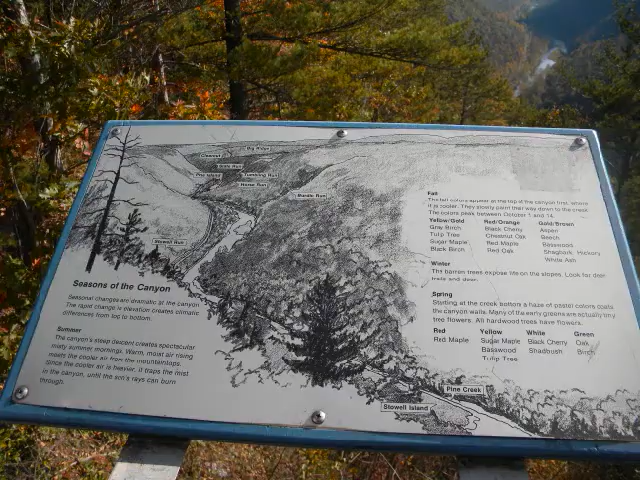 Clearcut
Big Ridge
Pine Island
Tumbling Run
Horse Run
Burdic Run
Stowell Run
Seasons of the Canyon
Seasonal changes are dramatic at the canyon.
The rapid change in elevation creates climatic
differences from top to bottom.
Summer
The canyon's steep descent creates spectacular
misty summer mornings. Warm, moist air rising
meets the cooler air from the mountaintops.
Since the cooler air is heavier, it traps the mist
in the canyon, until the sun's rays can burn
through.
Fall
The fall colors appear at the top of the canyon first, where
it is cooler. They slowly paint their way down to the creek.
The colors peak between October 1 and 14.
Yellow/Gold Red/Orange Gold/Brown
Gray Birch Black Cherry Aspen
Tulip Tree Chestnut Oak Beech
Sugar Maple Red Maple Basswood
Black Birch Red Oak Shagbark Hickory
White Ash
Winter
The barren trees expose life on the slopes. Look for deer
trails and deer.
Spring
Starting at the creek bottom a haze of pastel colors coats
the canyon walls. Many of the early greens are actually tiny
tree flowers. All hardwood trees have flowers.
Red Yellow White Green
Red Maple Sugar Maple Black Cherry Oak
Basswood Shadbush Birch
Tulip Tree
Pine Creek
Stowell Island